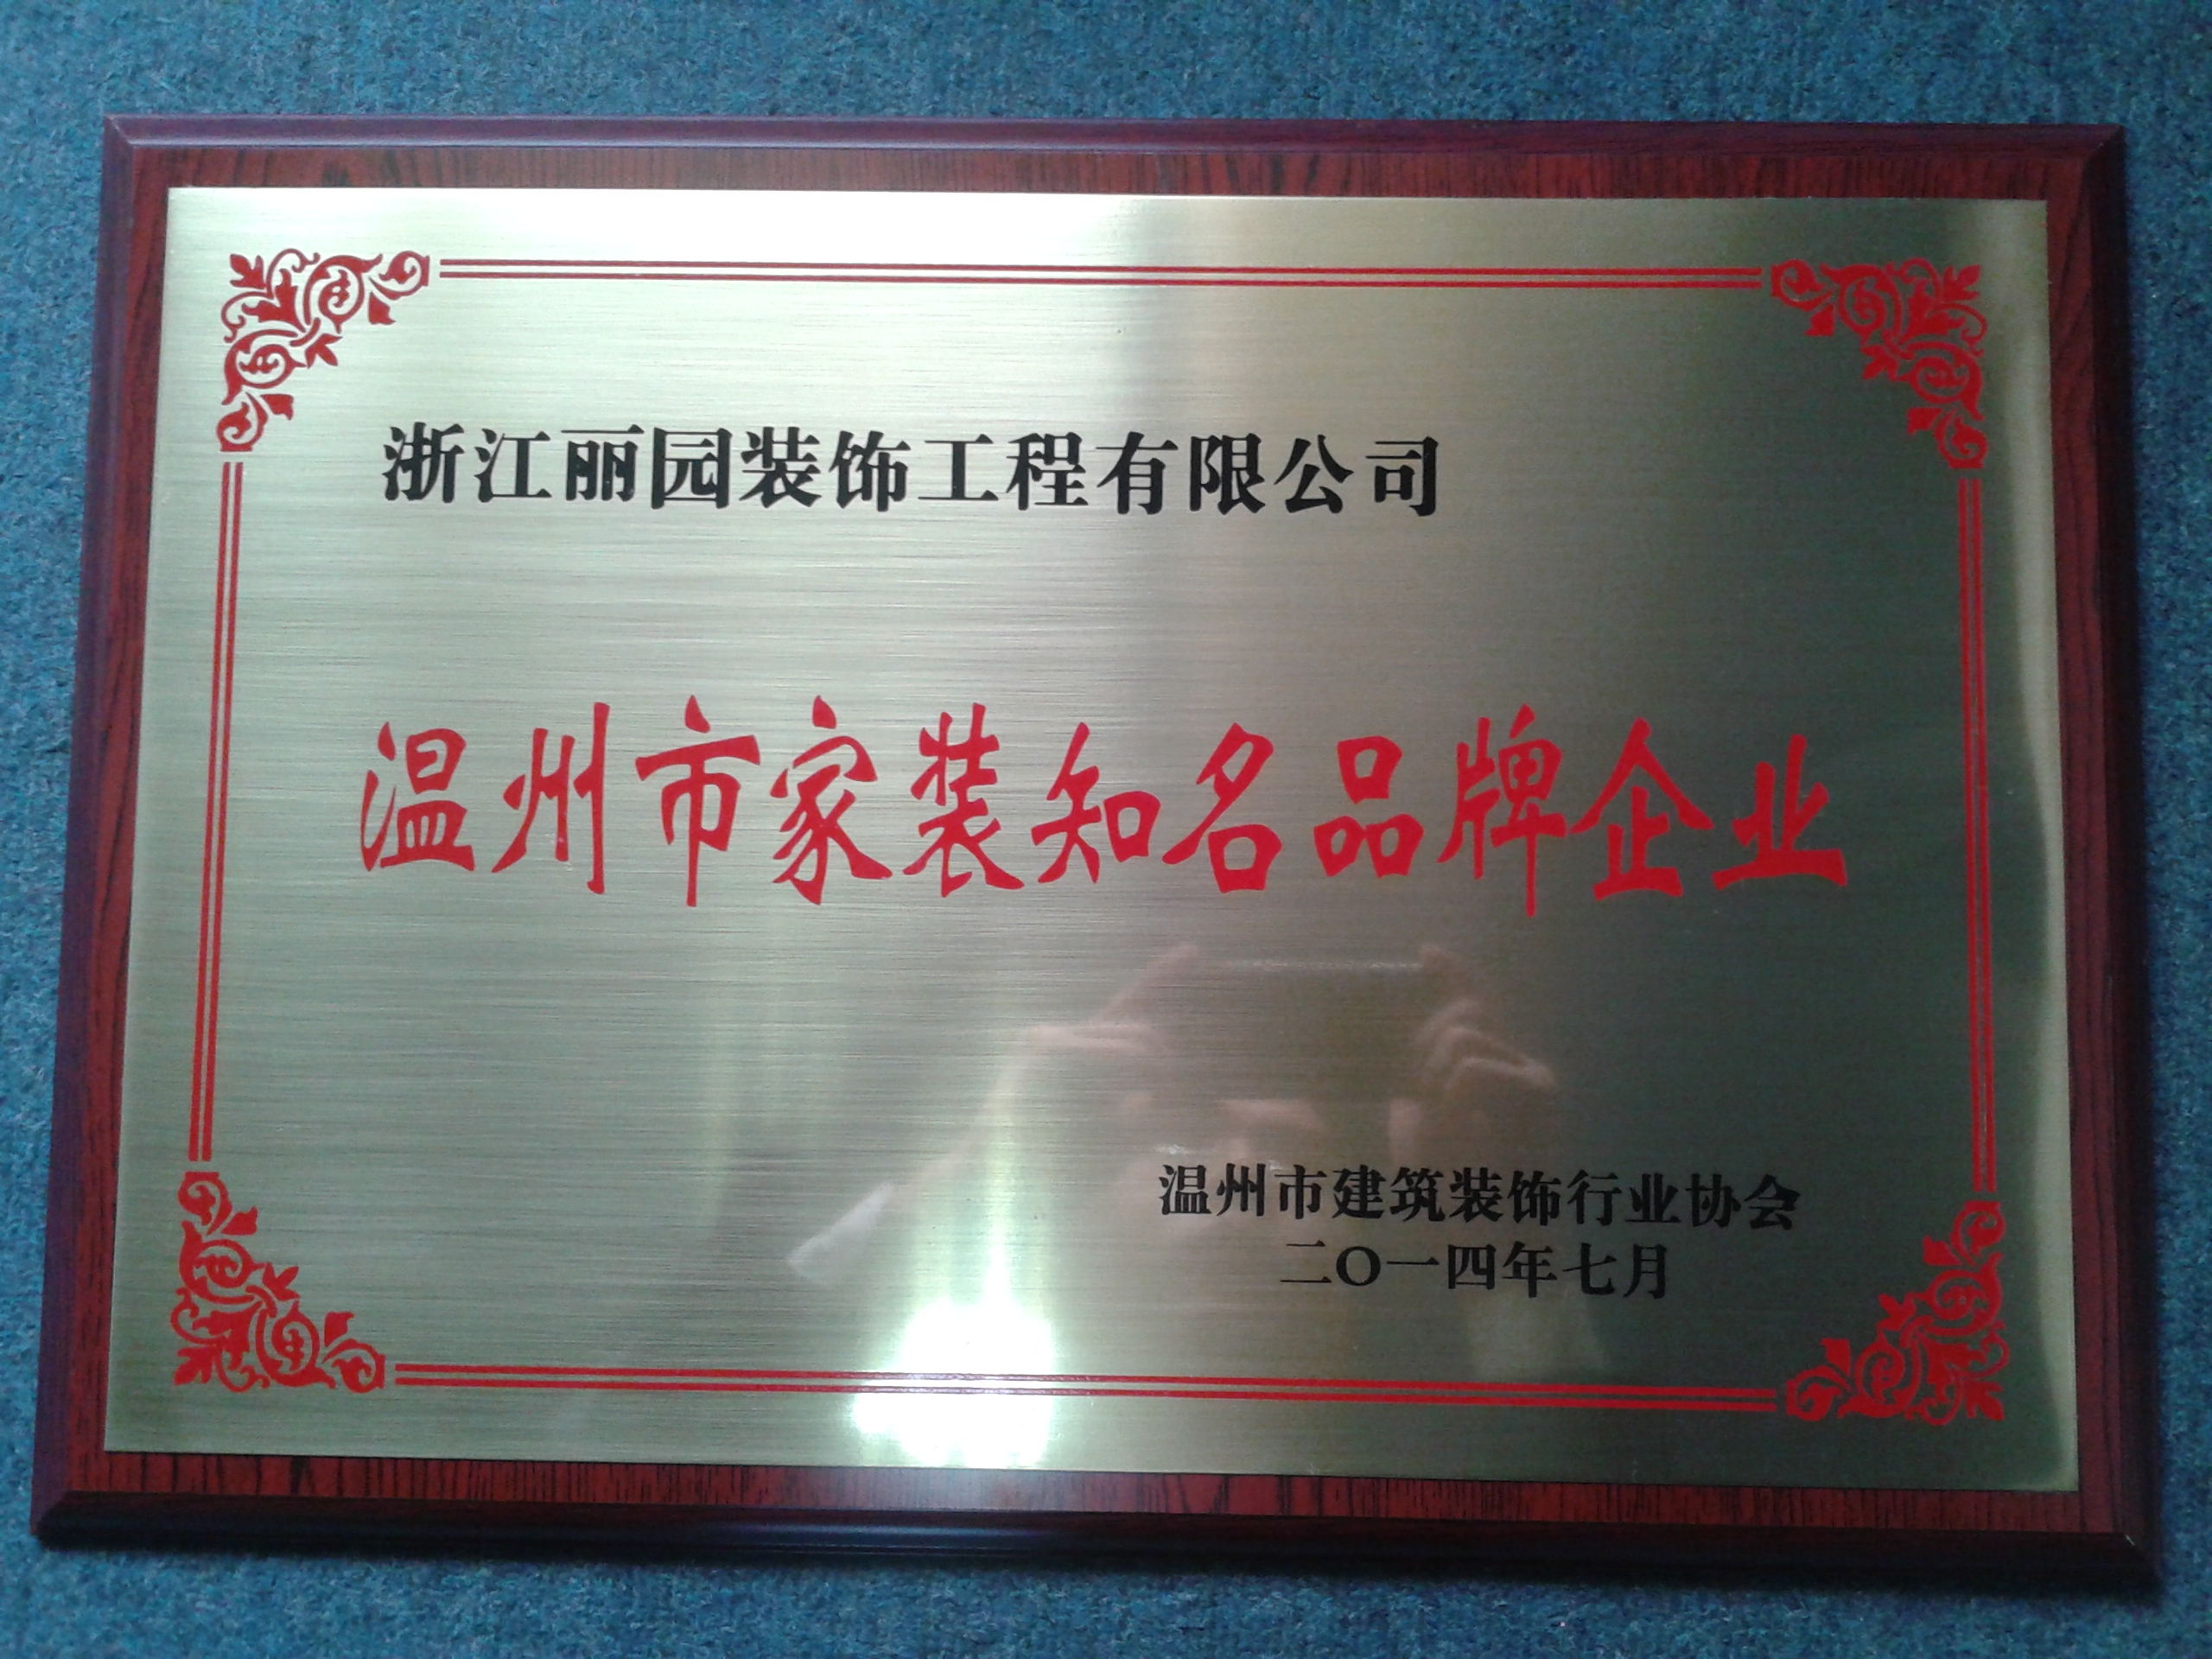 浙江丽园装饰工程有限公司
温州市家装知名品牌企业
温州市建筑装饰行业协会
二〇一四年七月